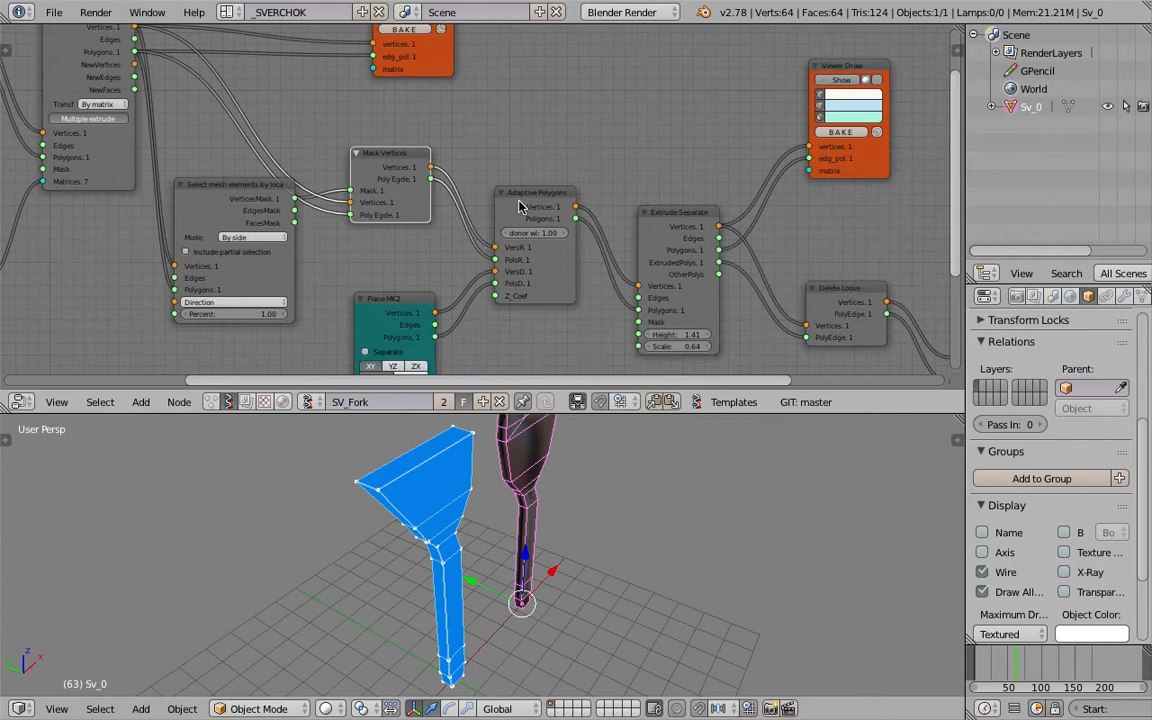 File Add Window Help _SVERCHOK Scene Blender Render v2.78 | Verts:64 | Faces:64 | Tris:124 | Objects:1/1 | Lamps:0/0 | Mem:21.21M | Sv_0
Vertices. 1
Edges
Polygons. 1
NewVertices
NewEdges
NewFaces
Transf By matrix
Multiple extrude
Vertices. 1
Edges
Polygons. 1
Mask
Matrices. 7
BAKE
vertices. 1
edg_pol. 1
matrix
Select mesh elements by loca
VerticesMask. 1
EdgesMask
FacesMask
Mode: By side
Include partial selection
Vertices. 1
Edges
Polygons. 1
Direction
Percent: 1.00
Mask Vertices
Vertices. 1
Poly Egde. 1
Mask. 1
Vertices. 1
Poly Egde. 1
Plane MK2
Vertices. 1
Edges
Polygons. 1
Separate
XY YZ ZX
Adaptive Polygons
Vertices. 1
Poligons. 1
donor wi: 1.00
VersR. 1
PolsR. 1
VersD. 1
PolsD. 1
Z_Coef
Extrude Separate
Vertices. 1
Edges
Polygons. 1
ExtrudedPolys. 1
OtherPolys
Vertices. 1
Edges
Polygons. 1
Mask
Height: 1.41
Scale: 0.64
Viewer Draw
Show
BAKE
vertices. 1
edg_pol. 1
matrix
Delete Loose
Vertices. 1
PolyEdge. 1
Vertices. 1
PolyEdge. 1
View Select Add Node SV_Fork 2 F Templates GIT: master
User Persp
(63) Sv_0
View Select Add Object Object Mode Global
Scene
RenderLayers
GPencil
World
Sv_0
View Search All Scenes
Transform Locks
Relations
Layers: Parent:
Object
Pass In: 0
Groups
Add to Group
Display
Name B Bo
Axis Texture ...
Wire X-Ray
Draw All... Transpar...
Maximum Dr... Object Color:
Textured
50 100 150 200
Start: